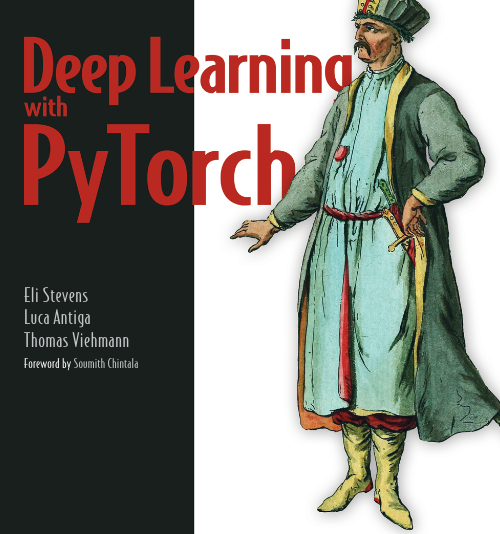 Deep Learning
with
PyTorch
Eli Stevens
Luca Antiga
Thomas Viehmann
Foreword by Soumith Chintala